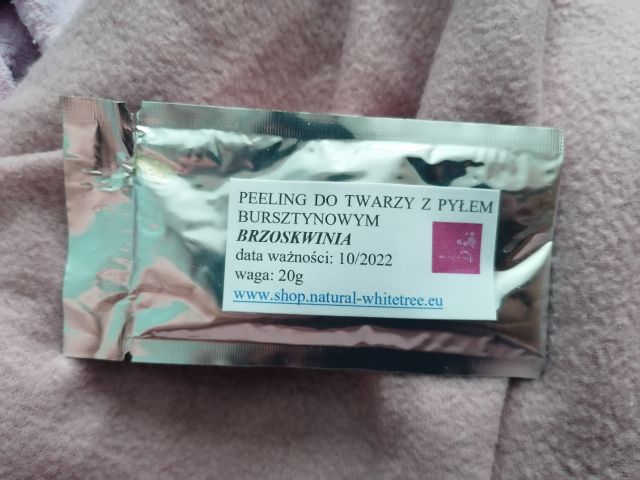 PEELING DO TWARZY Z PYŁEM
BURSZTYNOWYM
BRZOSKWINIA
data ważności: 10/2022
waga: 20g
www.shop.natural-whitetree.eu